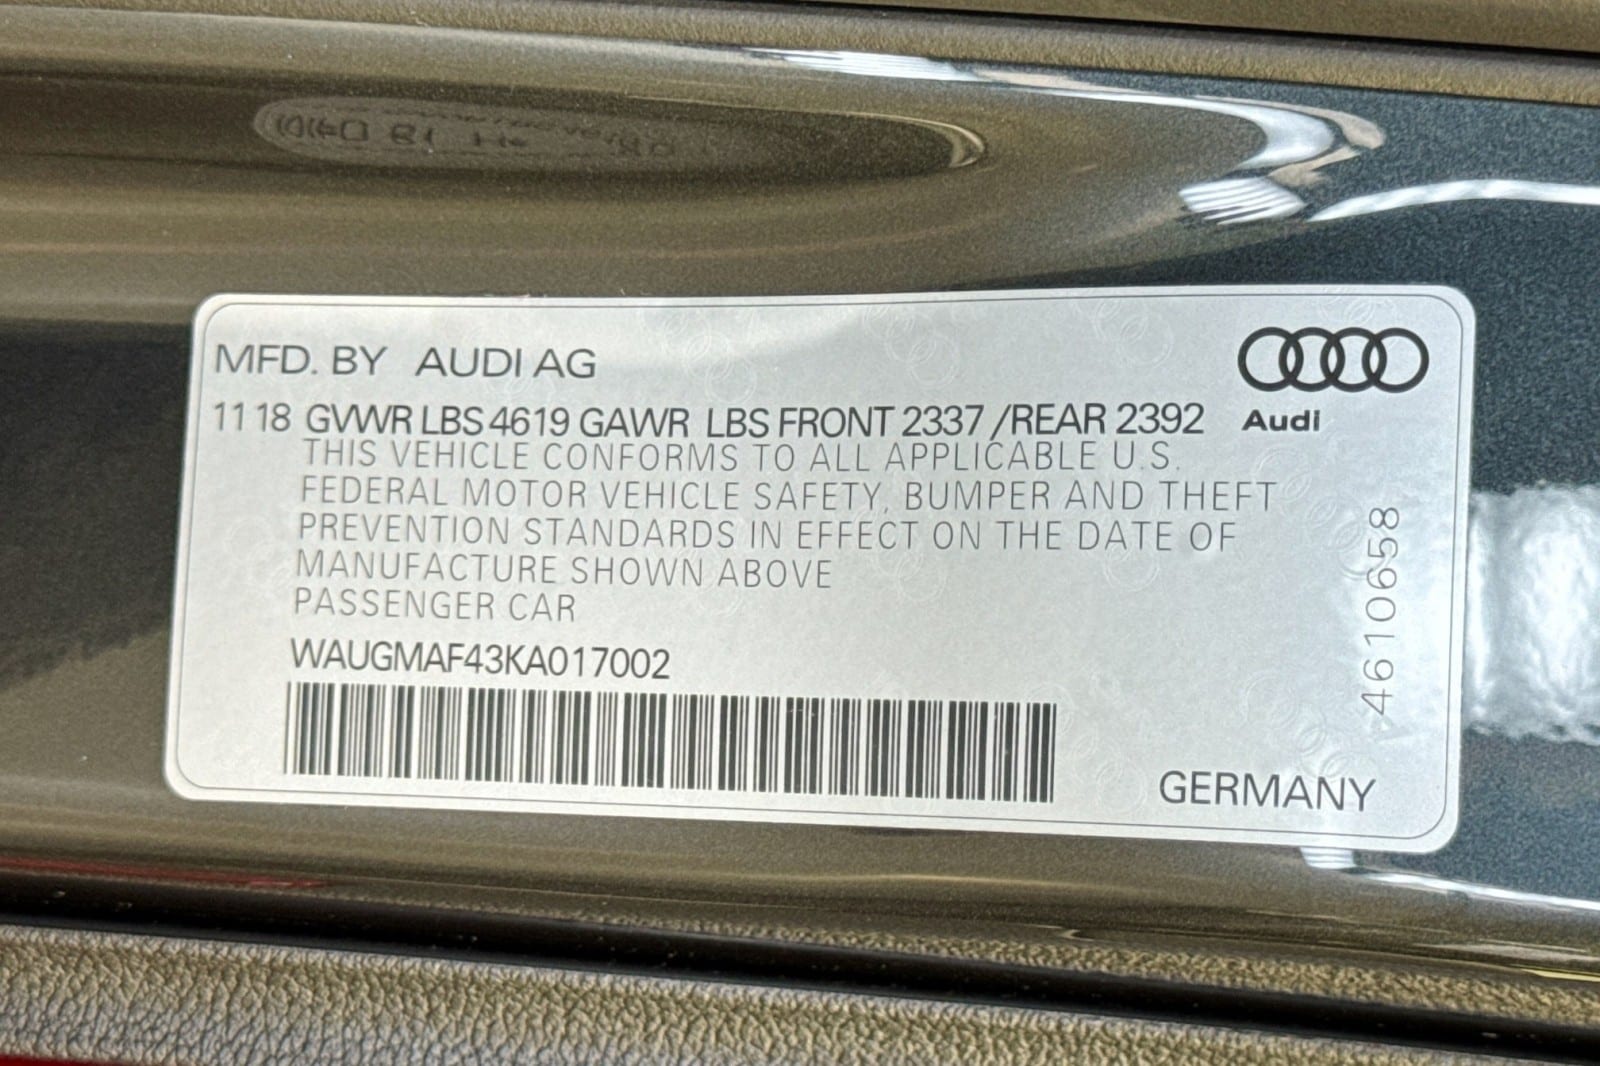 MFD. BY AUDI AG
11 18 GVWR LBS 4619 GAWR LBS FRONT 2337 /REAR 2392
Audi
THIS VEHICLE CONFORMS TO ALL APPLICABLE U.S.
FEDERAL MOTOR VEHICLE SAFETY, BUMPER AND THEFT
PREVENTION STANDARDS IN EFFECT ON THE DATE OF
MANUFACTURE SHOWN ABOVE
PASSENGER CAR
WAUGMAF43KA017002
4610658
GERMANY